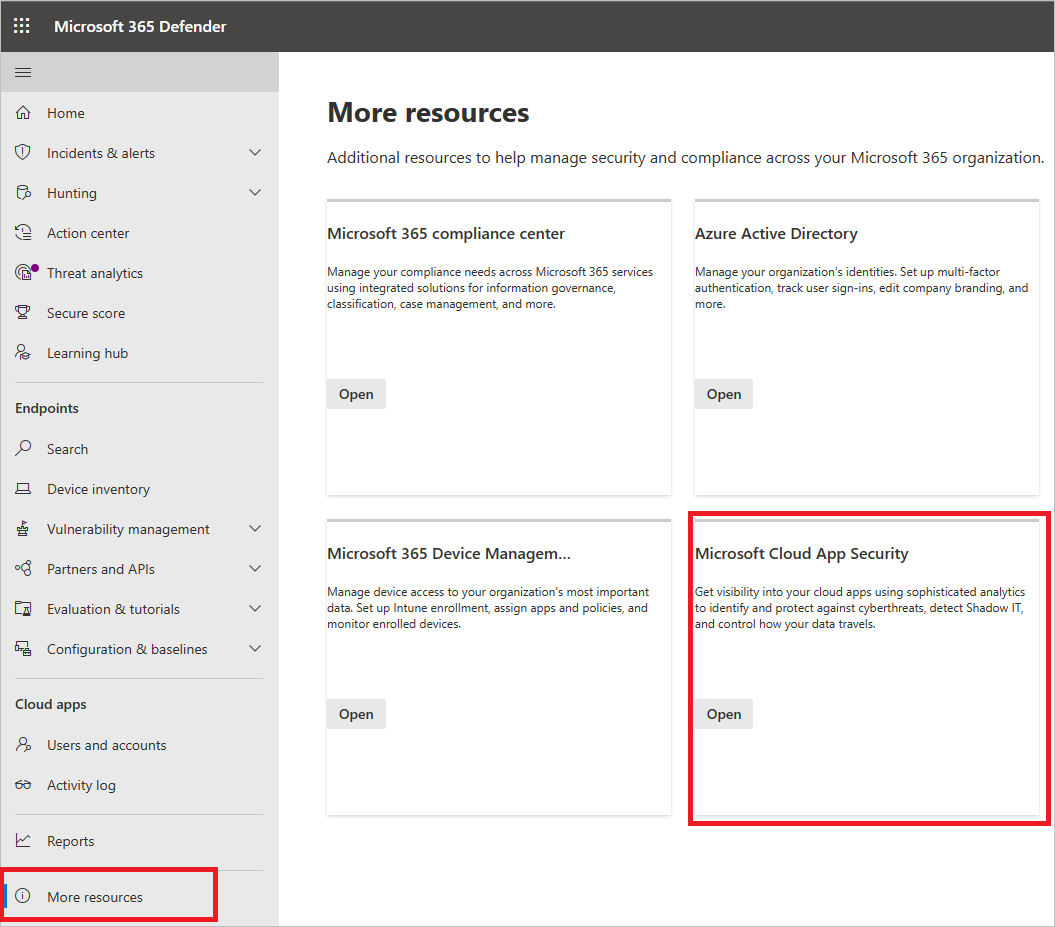 Microsoft 365 Defender
Home
Incidents & alerts
Hunting
Action center
Threat analytics
Secure score
Learning hub
Endpoints
Search
Device inventory
Vulnerability management
Partners and APIs
Evaluation & tutorials
Configuration & baselines
Cloud apps
Users and accounts
Activity log
Reports
More resources
More resources
Additional resources to help manage security and compliance across your Microsoft 365 organization.
Microsoft 365 compliance center
Manage your compliance needs across Microsoft 365 services
using integrated solutions for information governance,
classification, case management, and more.
Open
Azure Active Directory
Manage your organization's identities. Set up multi-factor
authentication, track user sign-ins, edit company branding, and
more.
Open
Microsoft 365 Device Managem...
Manage device access to your organization's most important
data. Set up Intune enrollment, assign apps and policies, and
monitor enrolled devices.
Open
Microsoft Cloud App Security
Get visibility into your cloud apps using sophisticated analytics
to identify and protect against cyberthreats, detect Shadow IT,
and control how your data travels.
Open